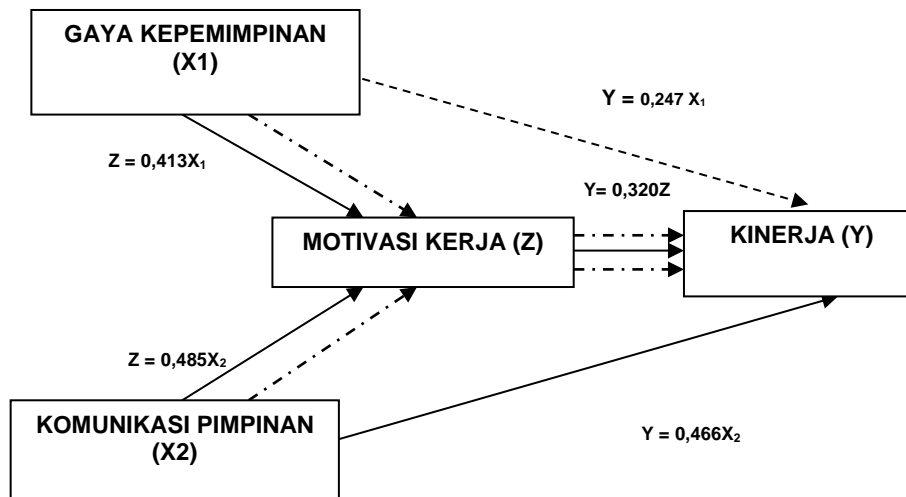 GAYA KEPEMIMPINAN
(X1)
Y = 0,247 X₁
Z = 0,413X₁
Y= 0,320Z
MOTIVASI KERJA (Z)
KINERJA (Y)
Z = 0,485X₂
KOMUNIKASI PIMPINAN
(X2)
Y = 0,466X₂